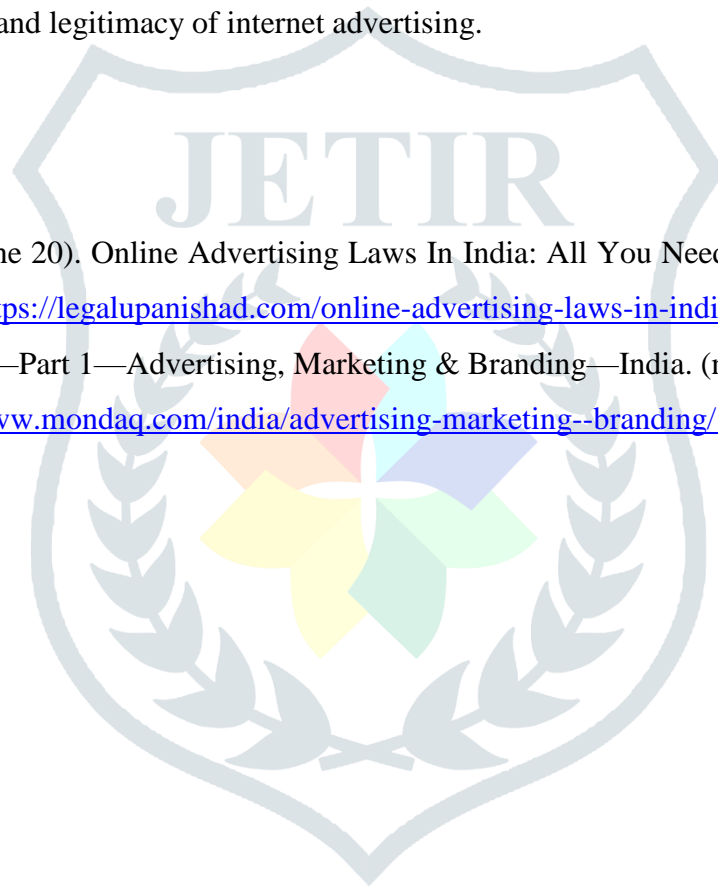 and legitimacy of internet advertising.
JETIR
ne 20). Online Advertising Laws In India: All You Need
tps://legalupanishad.com/online-advertising-laws-in-indi
—Part 1—Advertising, Marketing & Branding—India. (
ww.mondaq.com/india/advertising-marketing--branding/